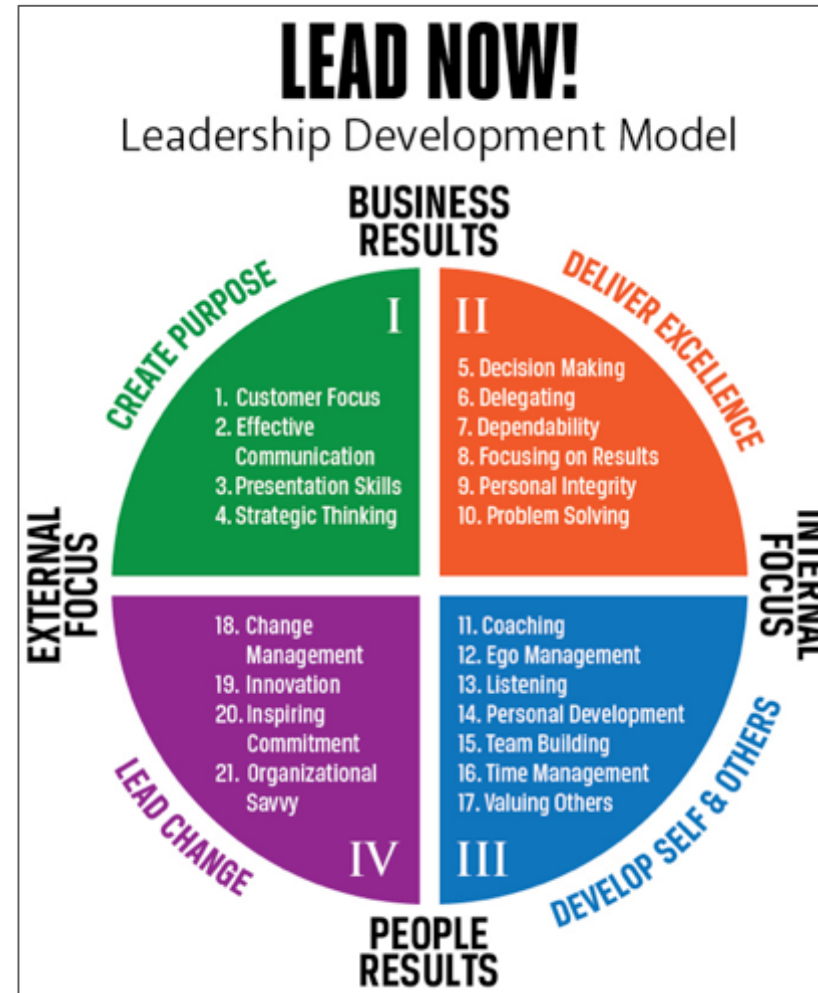 LEAD NOW!
Leadership Development Model
BUSINESS
RESULTS
CREATE PURPOSE
I
1. Customer Focus
2. Effective
Communication
3. Presentation Skills
4. Strategic Thinking
DELIVER EXCELLENCE
II
5. Decision Making
6. Delegating
7. Dependability
8. Focusing on Results
9. Personal Integrity
10. Problem Solving
EXTERNAL
FOCUS
INTERNAL
FOCUS
18. Change
Management
19. Innovation
20. Inspiring
Commitment
21. Organizational
Savvy
IV
LEAD CHANGE
11. Coaching
12. Ego Management
13. Listening
14. Personal Development
15. Team Building
16. Time Management
17. Valuing Others
III
DEVELOP SELF & OTHERS
PEOPLE
RESULTS